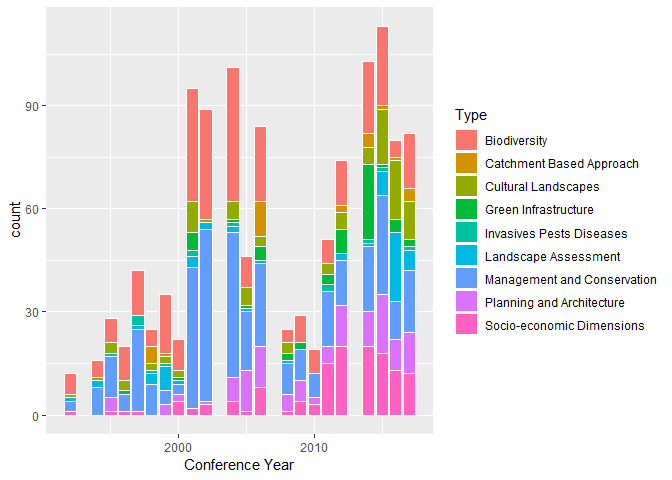 90
60
30
0
count
2000
2010
Conference Year
Type
Biodiversity
Catchment Based Approach
Cultural Landscapes
Green Infrastructure
Invasives Pests Diseases
Landscape Assessment
Management and Conservation
Planning and Architecture
Socio-economic Dimensions